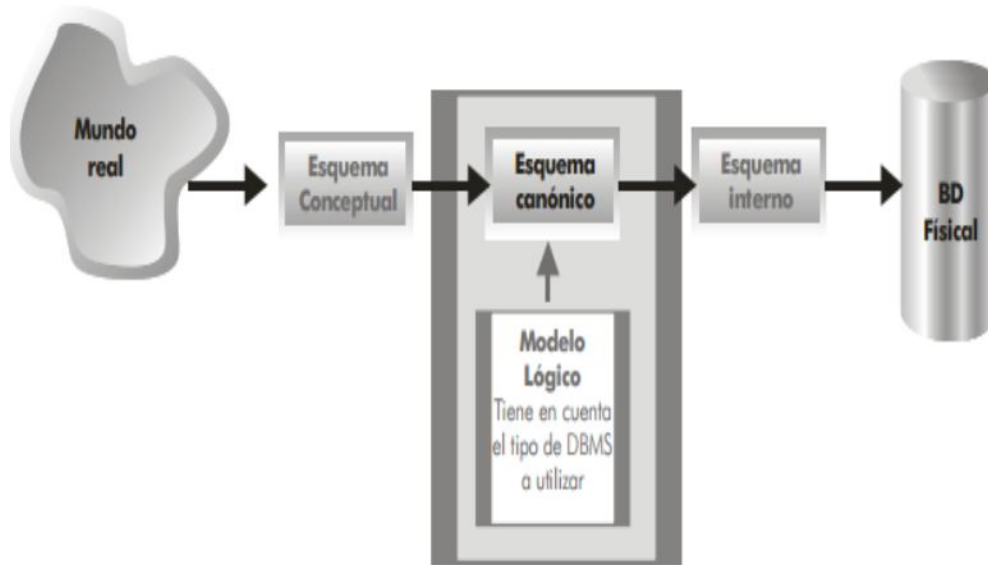 Mundo
real
Esquema
Conceptual
Esquema
canónico
Esquema
interno
BD
Físical
Modelo
Lógico
Tiene en cuenta
el tipo de DBMS
a utilizar